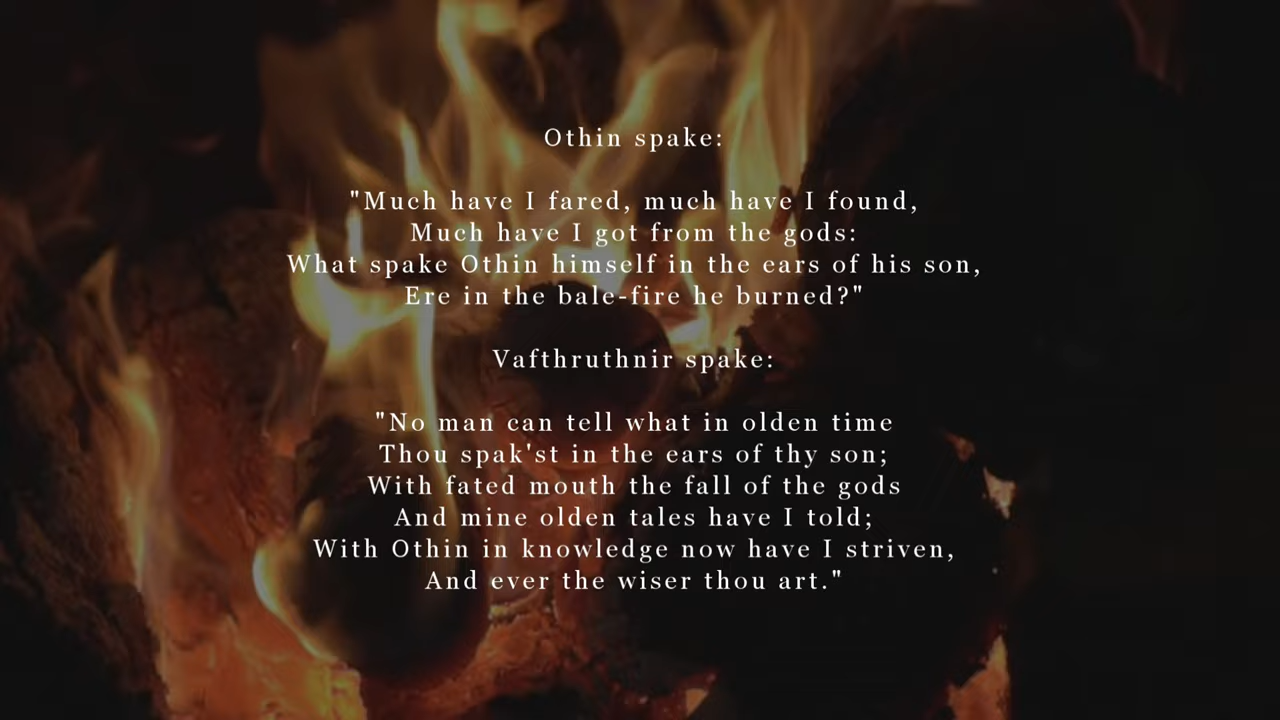 Othin spake:
"Much have I fared, much have I found,
Much have I got from the gods:
What spake Othin himself in the ears of his son,
Ere in the bale-fire he burned?"
Vafthruthnir spake:
"No man can tell what in olden time
Thou spak'st in the ears of thy son;
With fated mouth the fall of the gods
And mine olden tales have I told;
With Othin in knowledge now have I striven,
And ever the wiser thou art."